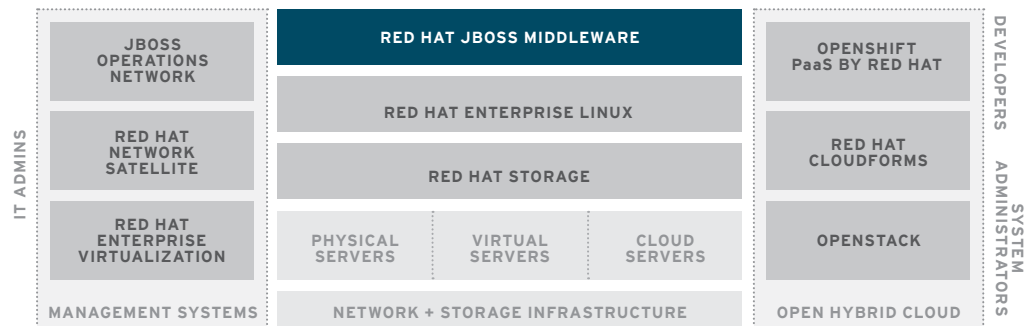 IT ADMINS
JBOSS
OPERATIONS
NETWORK
RED HAT
NETWORK
SATELLITE
RED HAT
ENTERPRISE
VIRTUALIZATION
MANAGEMENT SYSTEMS
RED HAT JBOSS MIDDLEWARE
RED HAT ENTERPRISE LINUX
RED HAT STORAGE
PHYSICAL
SERVERS
VIRTUAL
SERVERS
CLOUD
SERVERS
NETWORK + STORAGE INFRASTRUCTURE
OPENSHIFT
PaaS BY RED HAT
RED HAT
CLOUDFORMS
OPENSTACK
OPEN HYBRID CLOUD
DEVELOPERS
SYSTEM
ADMINISTRATORS